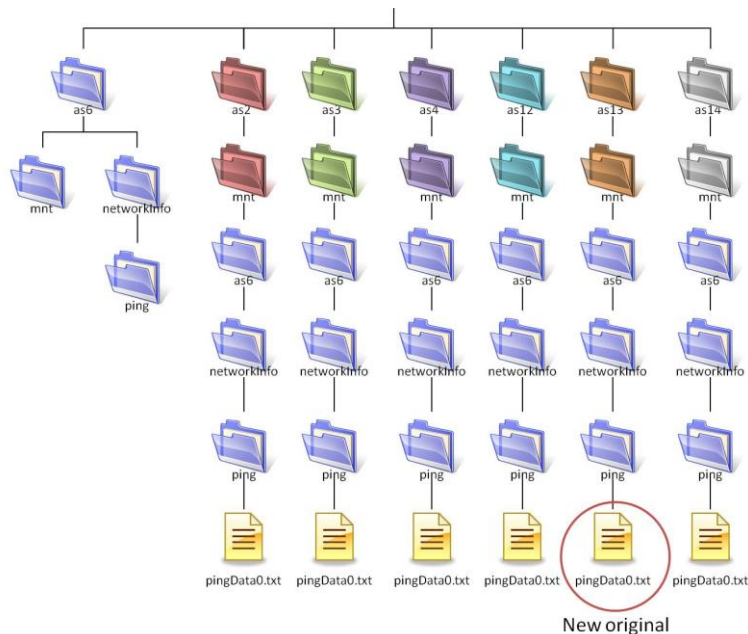 as6 as2 as3 as4 as12 as13 as14
mnt networkInfo mnt mnt mnt mnt mnt mnt
ping as6 as6 as6 as6 as6 as6
networkInfo networkInfo networkInfo networkInfo networkInfo networkInfo
ping ping ping ping ping ping
pingData0.txt pingData0.txt pingData0.txt pingData0.txt pingData0.txt pingData0.txt
New original